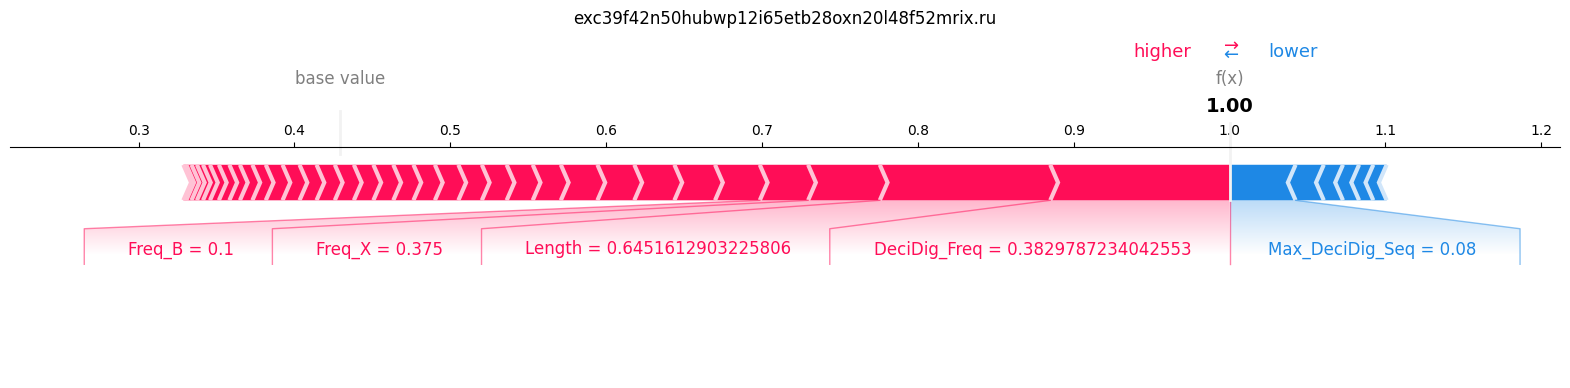 exc39f42n50hubwp12i65etb28oxn20l48f52mrix.ru
higher ⇄ lower
base value f(x)
1.00
0.3 0.4 0.5 0.6 0.7 0.8 0.9 1.0 1.1 1.2
Freq_B = 0.1 Freq_X = 0.375 Length = 0.6451612903225806 DeciDig_Freq = 0.3829787234042553 Max_DeciDig_Seq = 0.08